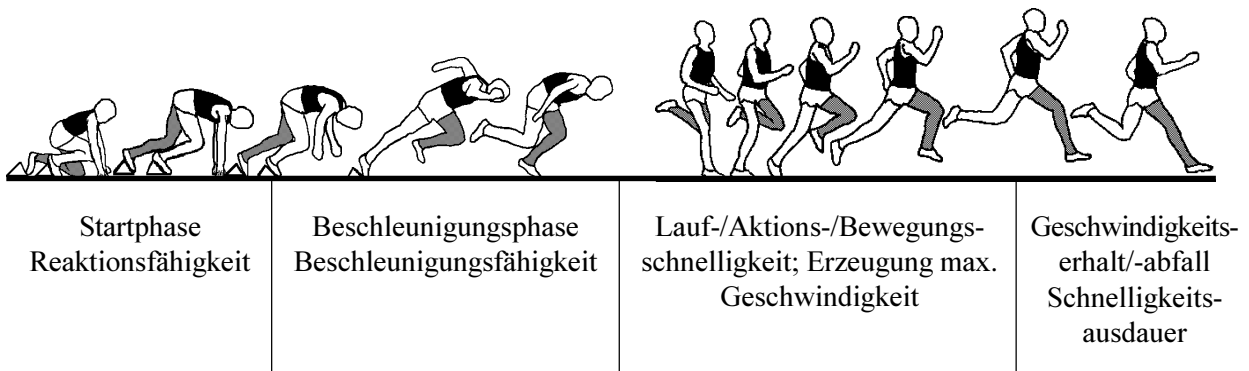 Startphase
Reaktionsfähigkeit
Beschleunigungsphase
Beschleunigungsfähigkeit
Lauf-/Aktions-/Bewegungs-
schnelligkeit; Erzeugung max.
Geschwindigkeit
Geschwindigkeits-
erhalt/-abfall
Schnelligkeits-
ausdauer